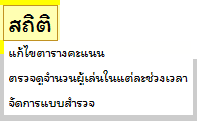 สถิติ
แก้ไขตารางคะแนน
ตรวจดูจำนวนผู้เล่นในแต่ละช่วงเวลา
จัดการแบบสำรวจ